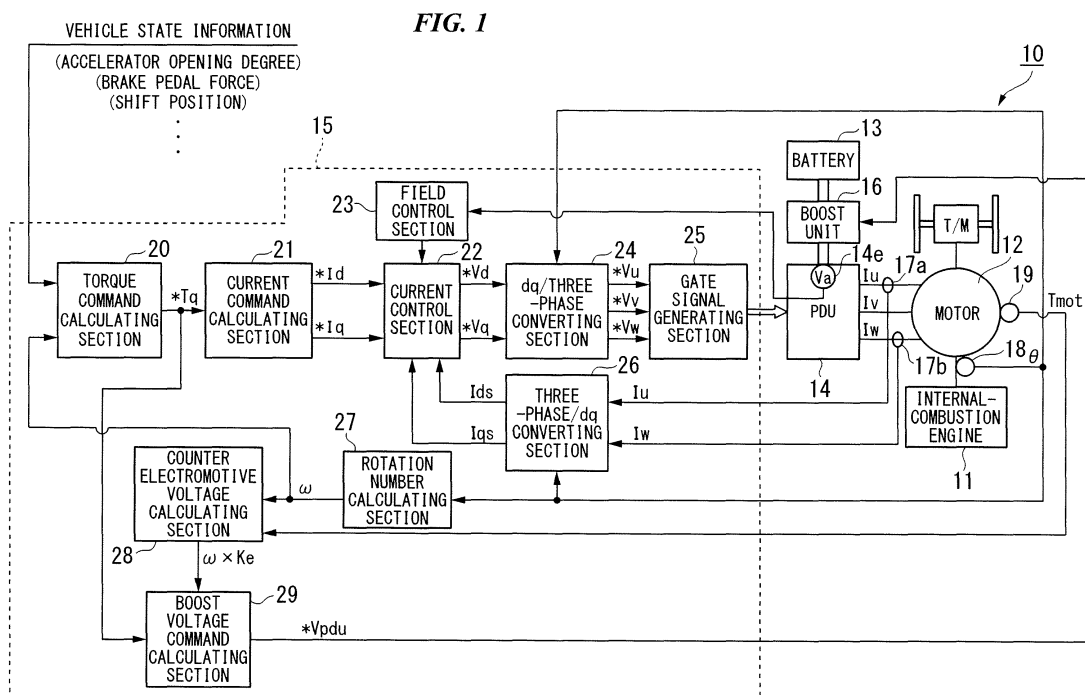 FIG. 1
VEHICLE STATE INFORMATION
(ACCELERATOR OPENING DEGREE)
(BRAKE PEDAL FORCE)
(SHIFT POSITION)
10
15
13
BATTERY
16
BOOST
UNIT
14e
Va
PDU
14
T/M
12
17a
Iu
Iv
Iw
17b
MOTOR
19
Tmot
18
θ
INTERNAL-
COMBUSTION
ENGINE
11
23
FIELD
CONTROL
SECTION
20
TORQUE
COMMAND
CALCULATING
SECTION
*Tq
21
CURRENT
COMMAND
CALCULATING
SECTION
*Id
*Iq
22
CURRENT
CONTROL
SECTION
*Vd
*Vq
24
dq/THREE
-PHASE
CONVERTING
SECTION
*Vu
*Vv
*Vw
25
GATE
SIGNAL
GENERATING
SECTION
26
THREE
-PHASE/dq
CONVERTING
SECTION
Ids
Iqs
Iu
Iw
27
ROTATION
NUMBER
CALCULATING
SECTION
ω
COUNTER
ELECTROMOTIVE
VOLTAGE
CALCULATING
SECTION
28
ω×Ke
29
BOOST
VOLTAGE
COMMAND
CALCULATING
SECTION
*Vpdu